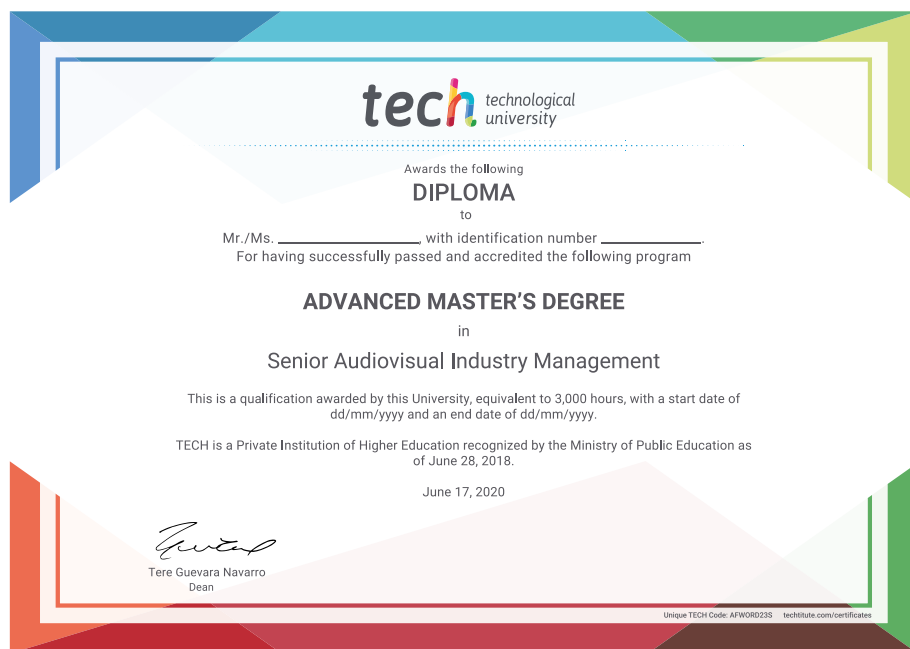 tech technological
university
Awards the following
DIPLOMA
to
Mr./Ms. ____________, with identification number ____________.
For having successfully passed and accredited the following program
ADVANCED MASTER'S DEGREE
in
Senior Audiovisual Industry Management
This is a qualification awarded by this University, equivalent to 3,000 hours, with a start date of
dd/mm/yyyy and an end date of dd/mm/yyyy.
TECH is a Private Institution of Higher Education recognized by the Ministry of Public Education as
of June 28, 2018.
June 17, 2020
Tere Guevara Navarro
Dean
Unique TECH Code: AFWORD23S techtitute.com/certificates